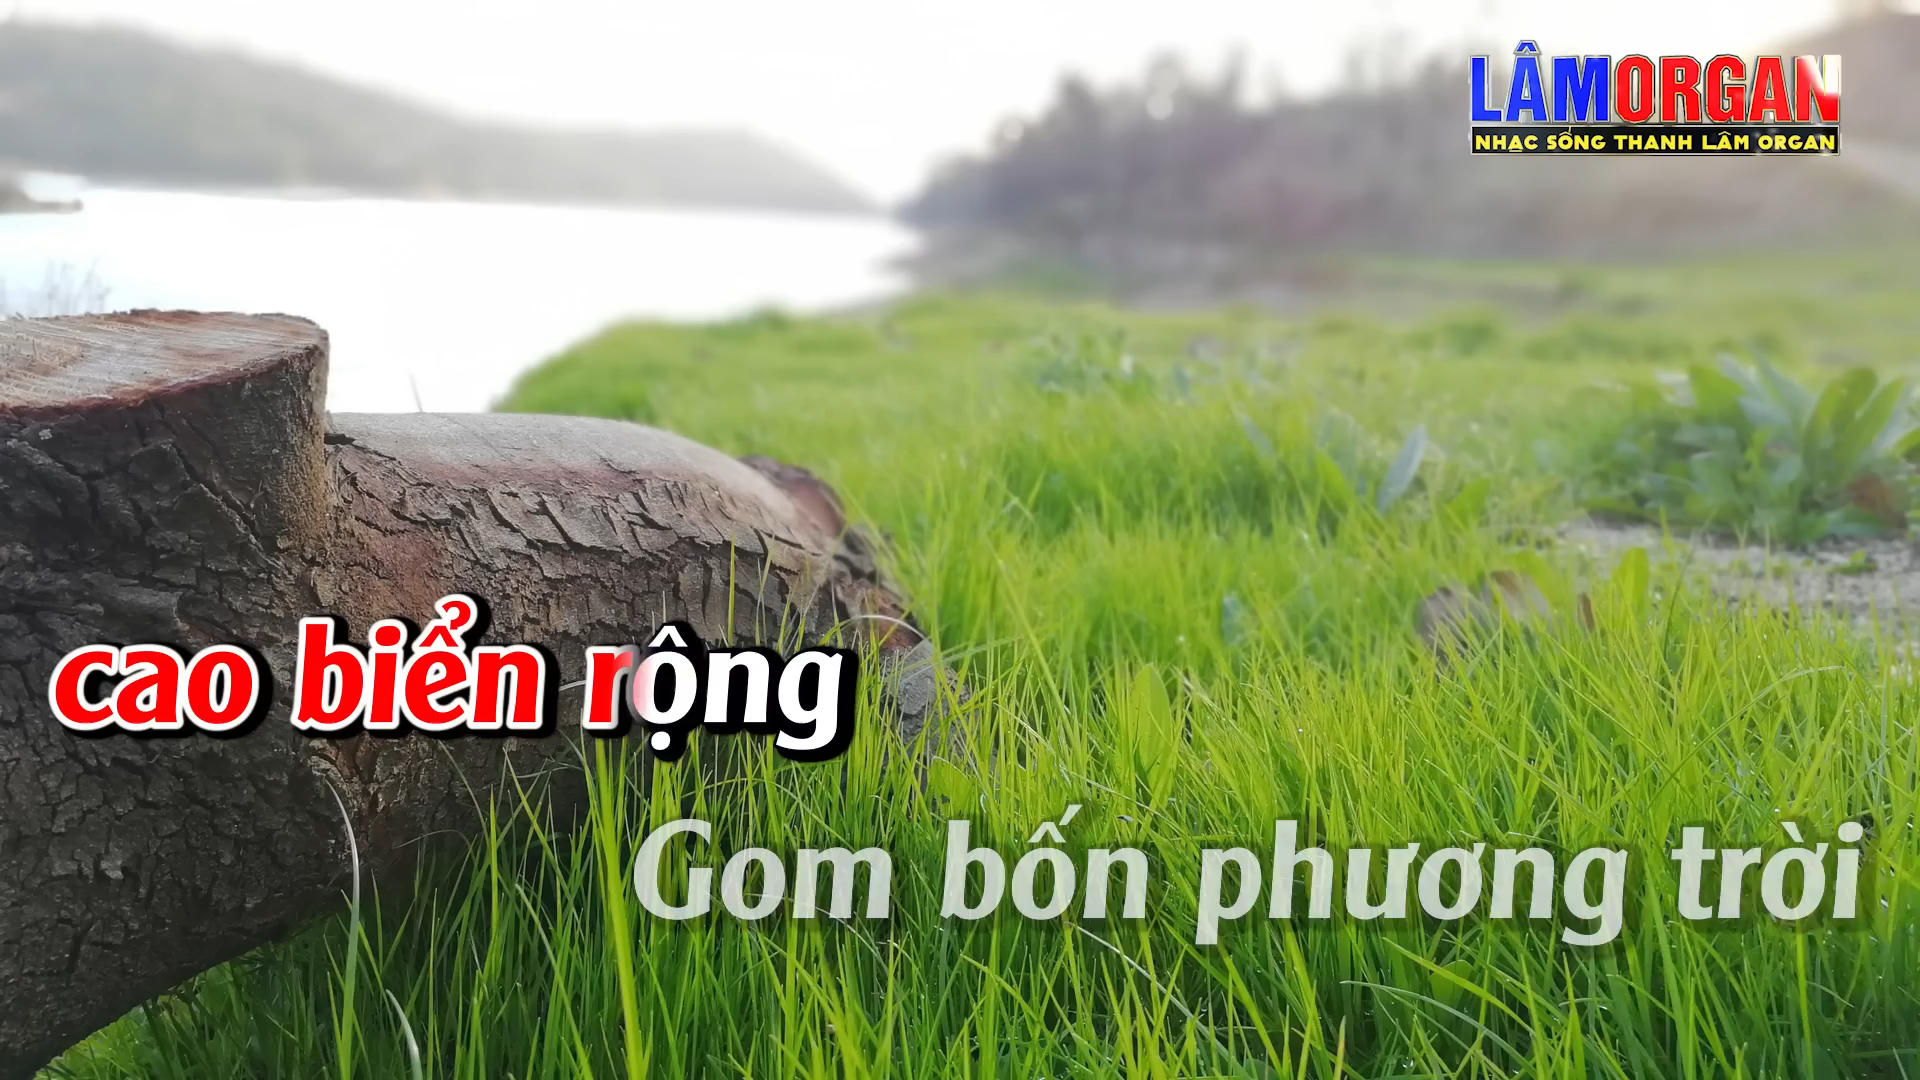 LÂMORGAN
NHẠC SỐNG THANH LÂM ORGAN
cao biển rộng
Gom bốn phương trời